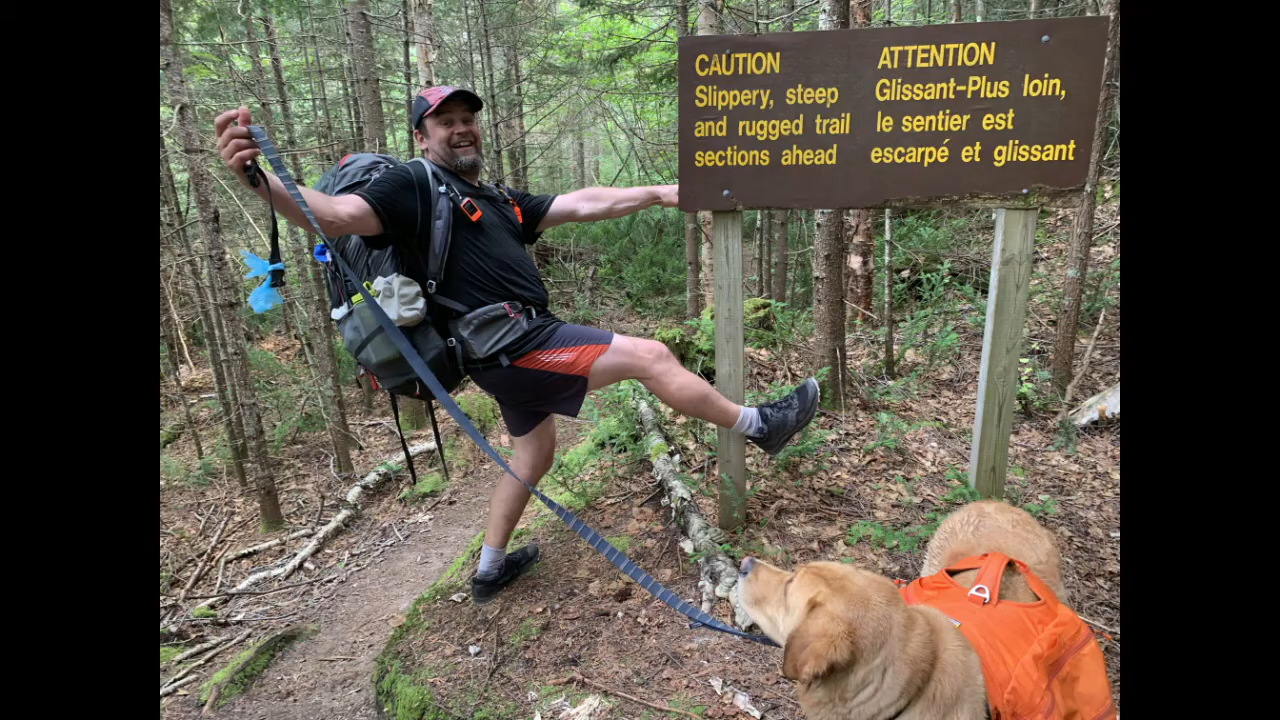 CAUTION
Slippery, steep
and rugged trail
sections ahead
ATTENTION
Glissant-Plus loin,
le sentier est
escarpé et glissant